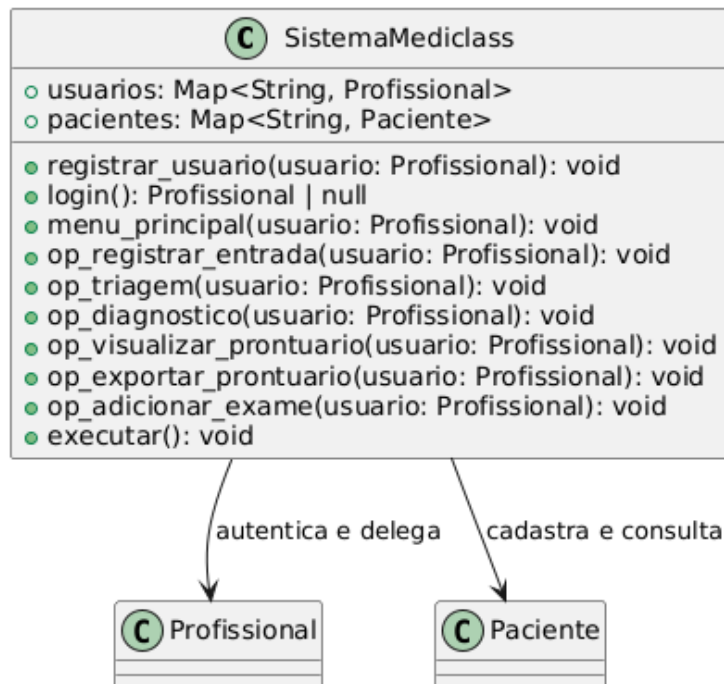 C SistemaMediclass
usuarios: Map<String, Profissional>
pacientes: Map<String, Paciente>
registrar_usuario(usuario: Profissional): void
login(): Profissional | null
menu_principal(usuario: Profissional): void
op_registrar_entrada(usuario: Profissional): void
op_triagem(usuario: Profissional): void
op_diagnostico(usuario: Profissional): void
op_visualizar_prontuario(usuario: Profissional): void
op_exportar_prontuario(usuario: Profissional): void
op_adicionar_exame(usuario: Profissional): void
executar(): void
autentica e delega
cadastra e consulta
C Profissional
C Paciente